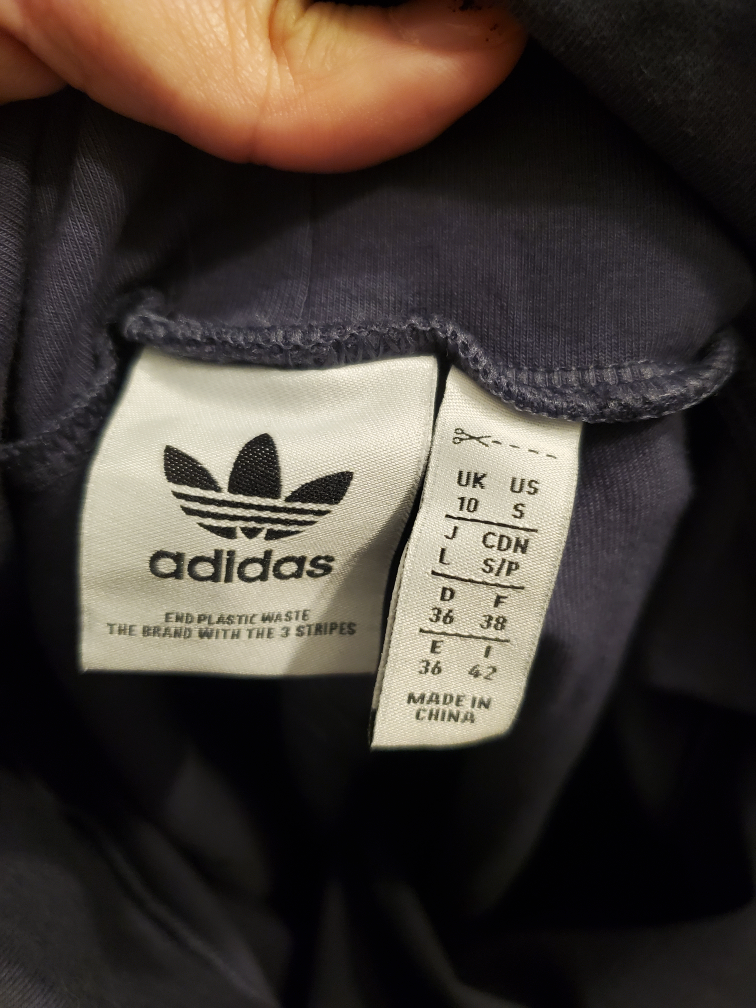 adidas
END PLASTIC WASTE
THE BRAND WITH THE 3 STRIPES
UK US
10 S
J CDN
L S/P
D F
36 38
E I
36 42
MADE IN
CHINA